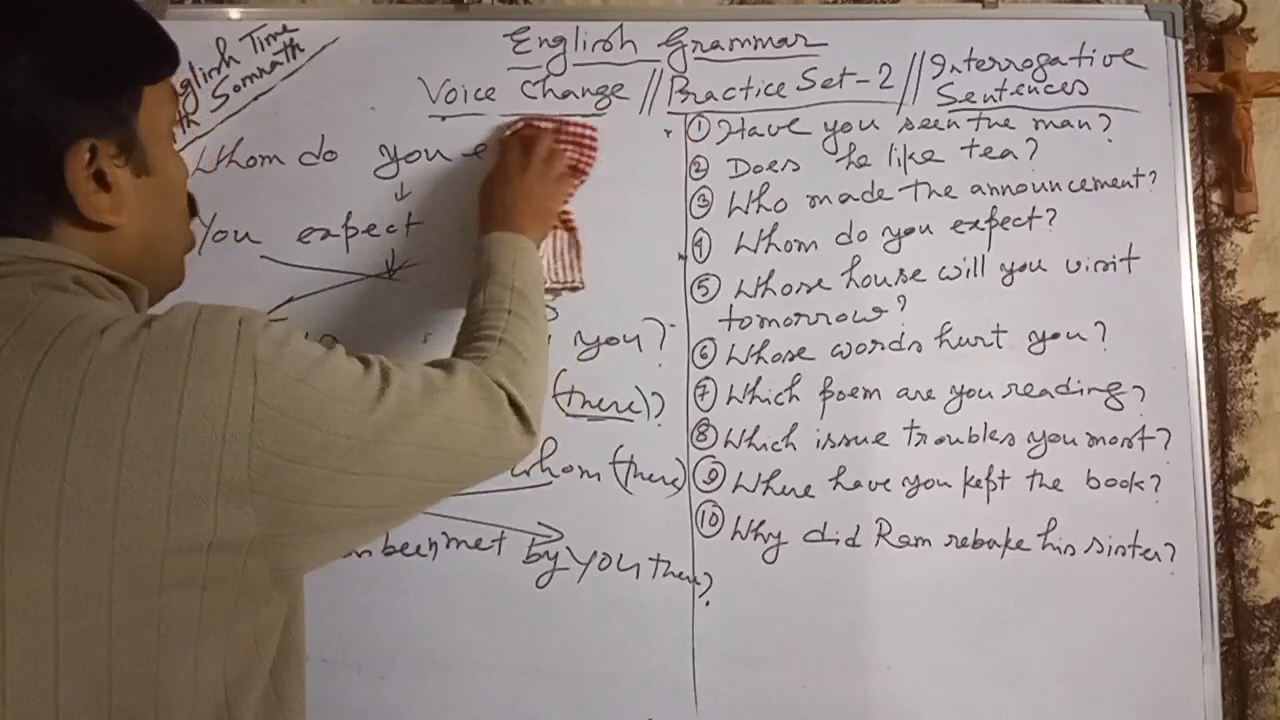 English Grammar
Voice Change // Practice Set-2 // Interrogative Sentences
English Time
th Somnath
Whom do you e
You expect
you?
(there)?
whom (there)
been met by you there?
① Have you seen the man?
② Does he like tea?
③ Who made the announcement?
④ Whom do you expect?
⑤ Whose house will you visit
tomorrow?
⑥ Whose words hurt you?
⑦ Which poem are you reading?
⑧ Which issue troubles you most?
⑨ Where have you kept the book?
⑩ Why did Ram rebuke his sister?